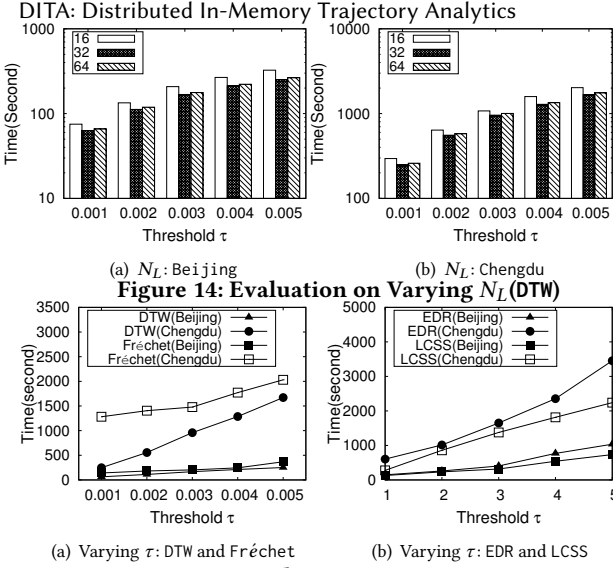 DITA: Distributed In-Memory Trajectory Analytics
1000
100
10
Time(Second)
16
32
64
0.001 0.002 0.003 0.004 0.005
Threshold τ
(a) N_L: Beijing
10000
1000
100
Time(Second)
16
32
64
0.001 0.002 0.003 0.004 0.005
Threshold τ
(b) N_L: Chengdu
Figure 14: Evaluation on Varying N_L(DTW)
3500
3000
2500
2000
1500
1000
500
0
Time(second)
DTW(Beijing)
DTW(Chengdu)
Fréchet(Beijing)
Fréchet(Chengdu)
0.001 0.002 0.003 0.004 0.005
Threshold τ
(a) Varying τ: DTW and Fréchet
5000
4000
3000
2000
1000
0
Time(second)
EDR(Beijing)
EDR(Chengdu)
LCSS(Beijing)
LCSS(Chengdu)
1 2 3 4 5
Threshold τ
(b) Varying τ: EDR and LCSS